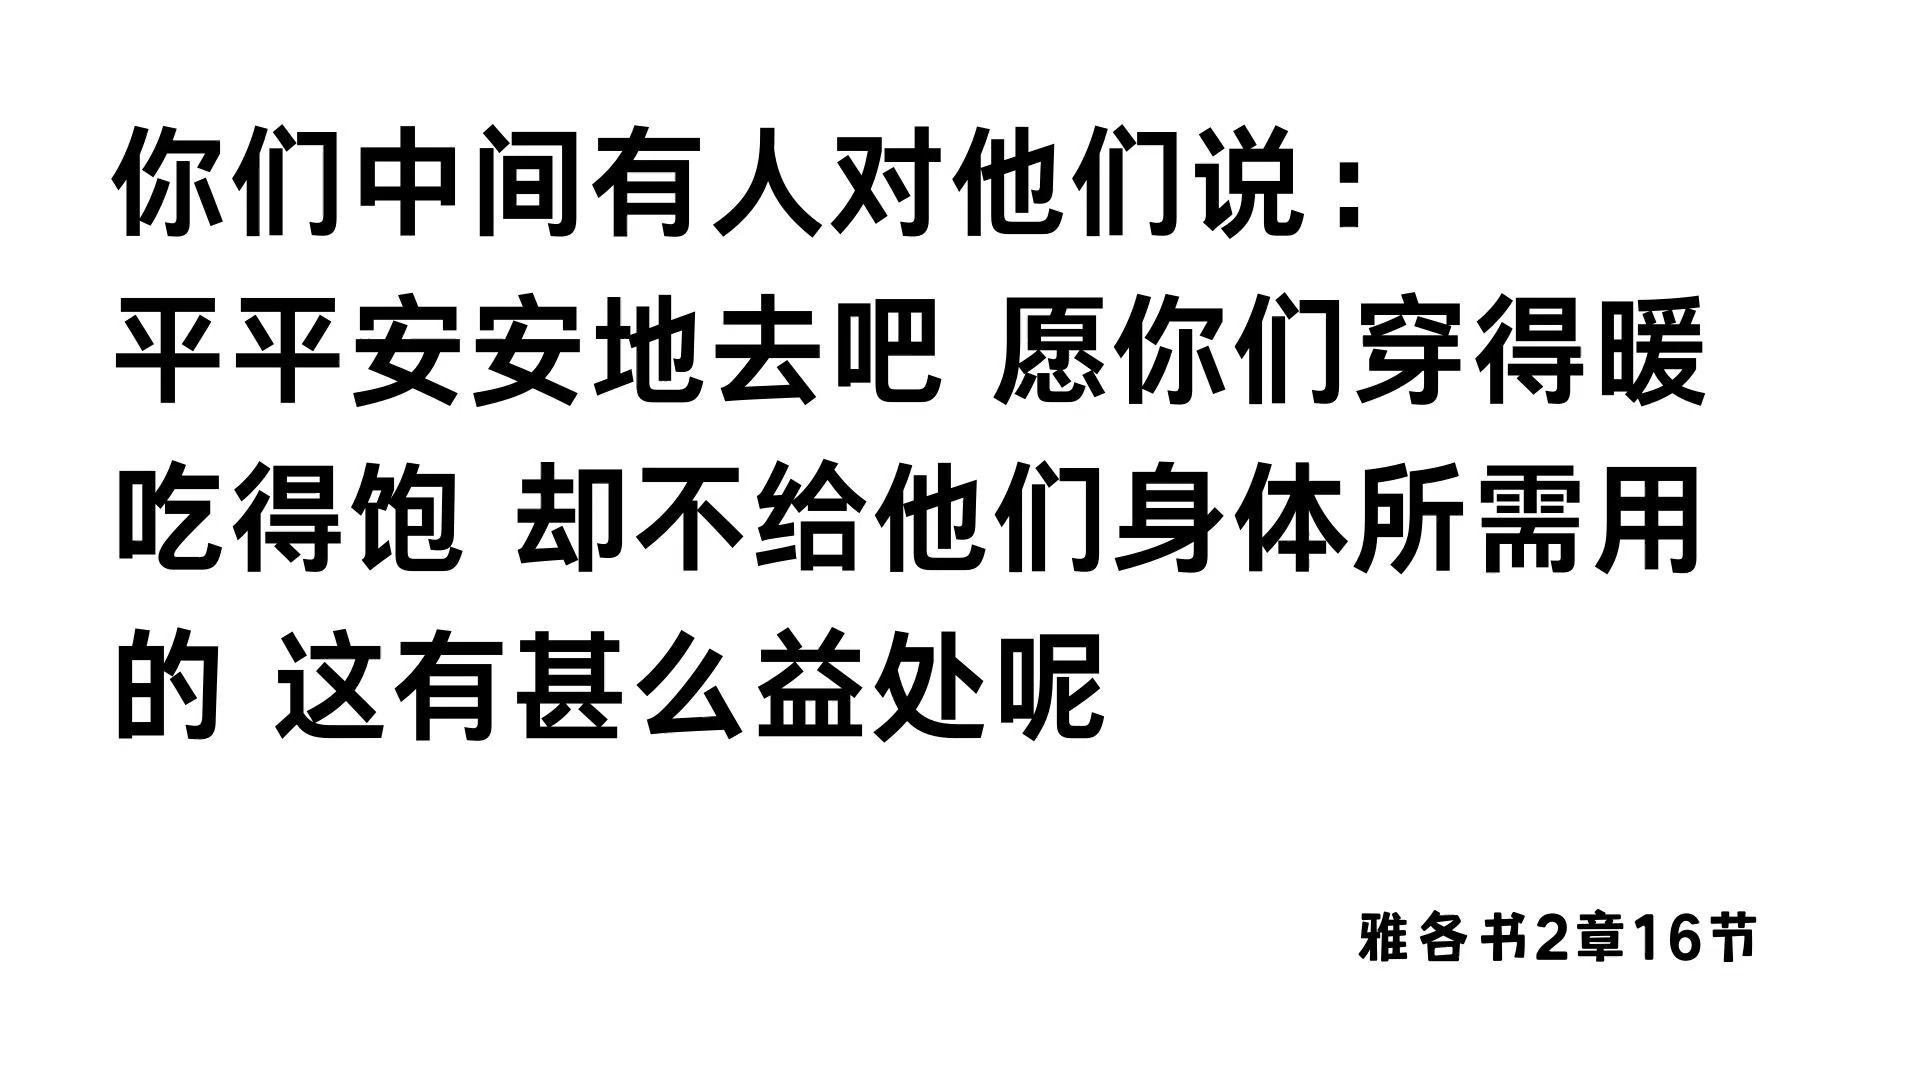 你们中间有人对他们说：
平平安安地去吧 愿你们穿得暖
吃得饱 却不给他们身体所需用
的 这有甚么益处呢
雅各书2章16节